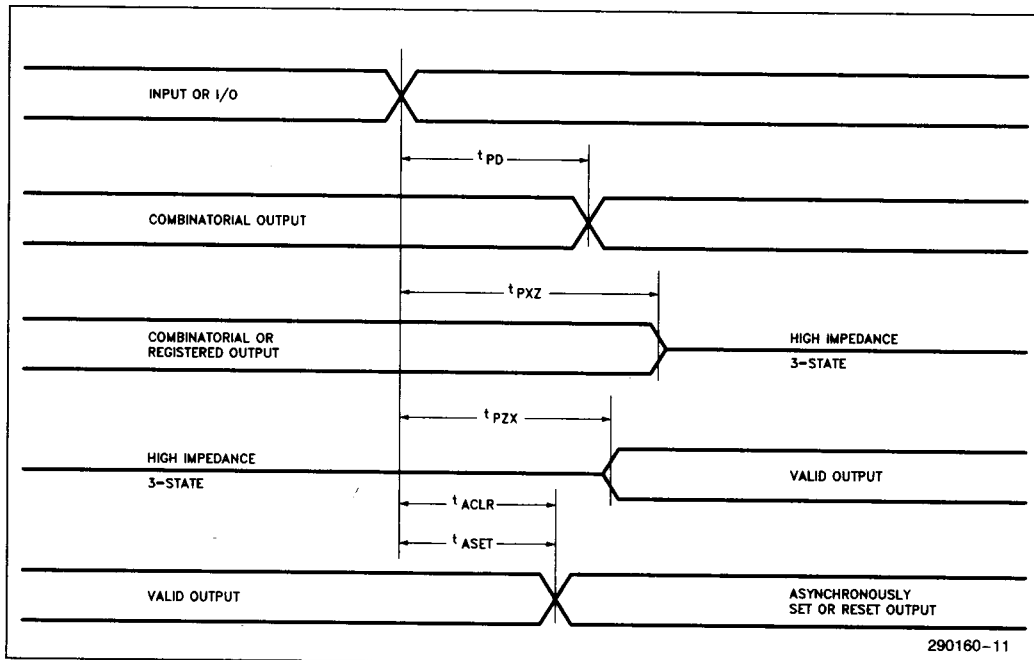 INPUT OR I/O
tPD
COMBINATORIAL OUTPUT
tPXZ
COMBINATORIAL OR
REGISTERED OUTPUT
HIGH IMPEDANCE
3-STATE
tPZX
HIGH IMPEDANCE
3-STATE
VALID OUTPUT
tACLR
tASET
VALID OUTPUT
ASYNCHRONOUSLY
SET OR RESET OUTPUT
290160-11